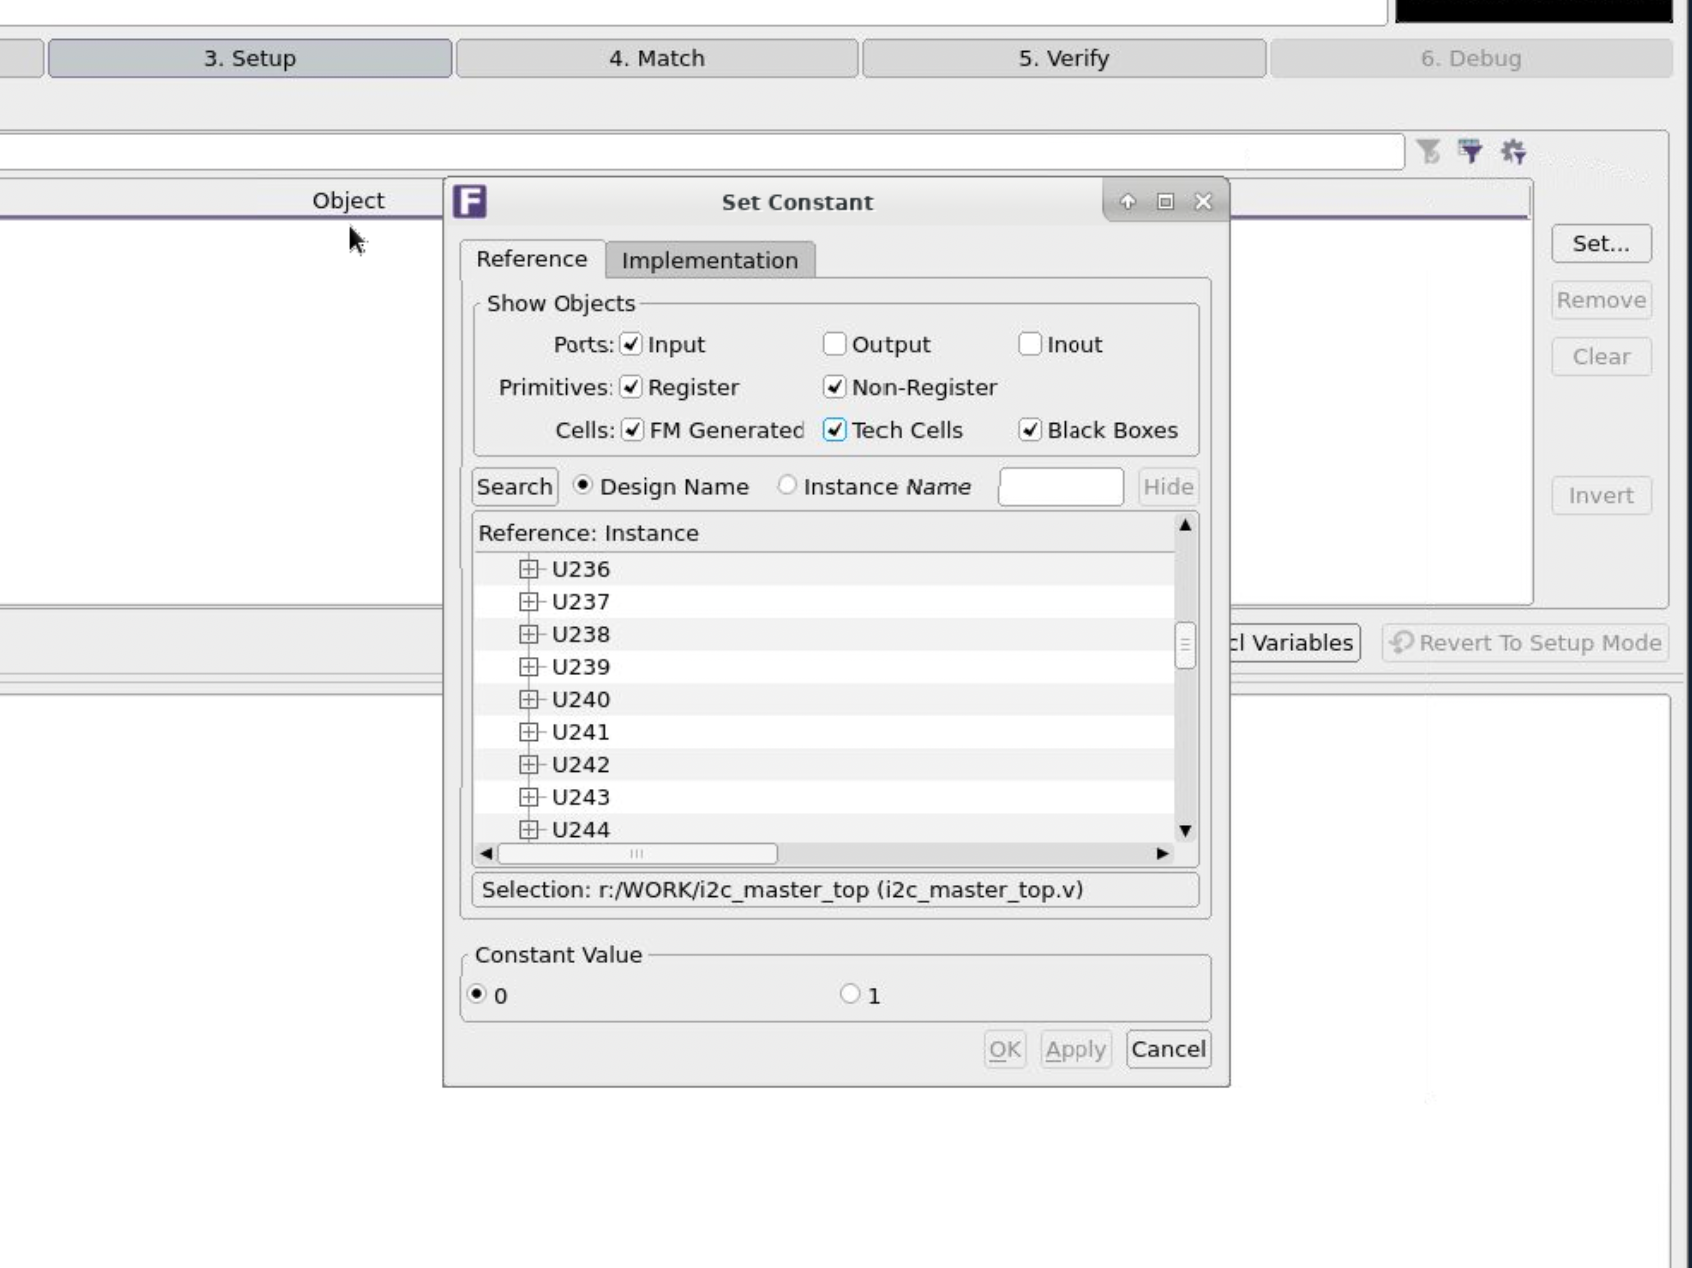 3. Setup
4. Match
5. Verify
6. Debug
Object
F
Set Constant
Set...
Remove
Clear
Invert
Reference
Implementation
Show Objects
Ports: Input Output Inout
Primitives: Register Non-Register
Cells: FM Generated Tech Cells Black Boxes
Search Design Name Instance Name Hide
Reference: Instance
U236
U237
U238
U239
U240
U241
U242
U243
U244
Selection: r:/WORK/i2c_master_top (i2c_master_top.v)
cl Variables
Revert To Setup Mode
Constant Value
0 1
OK Apply Cancel